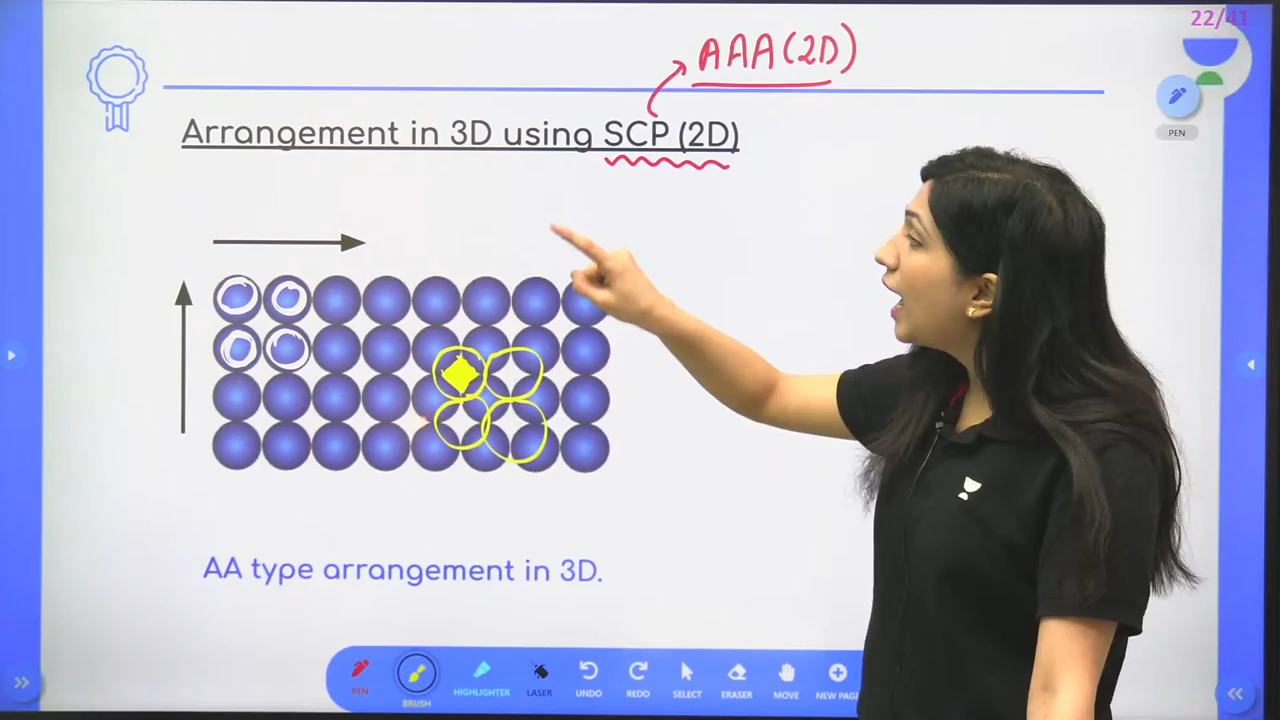 22/41
AAA (2D)
Arrangement in 3D using SCP (2D)
PEN
AA type arrangement in 3D.
PEN
BRUSH
HIGHLIGHTER
LASER
UNDO
REDO
SELECT
ERASER
MOVE
NEW PAGE